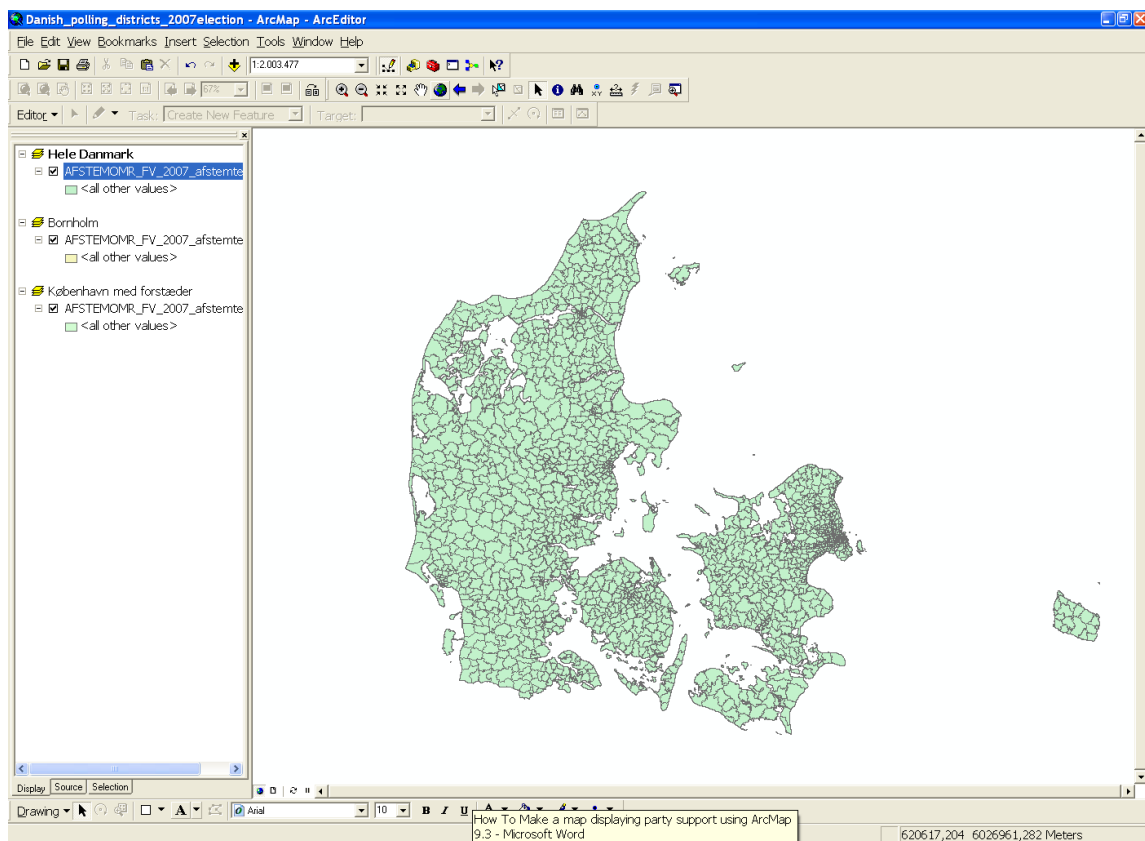 Danish_polling_districts_2007election - ArcMap - ArcEditor
File Edit View Bookmarks Insert Selection Tools Window Help
1:2.003.477
67%
Editor Task: Create New Feature Target:
Hele Danmark
AFSTEMOMR_FV_2007_afstemte
<all other values>
Bornholm
AFSTEMOMR_FV_2007_afstemte
<all other values>
København med forstæder
AFSTEMOMR_FV_2007_afstemte
<all other values>
Display Source Selection
Drawing A Arial 10 B I U A
How To Make a map displaying party support using ArcMap
9.3 - Microsoft Word
620617,204 6026961,282 Meters